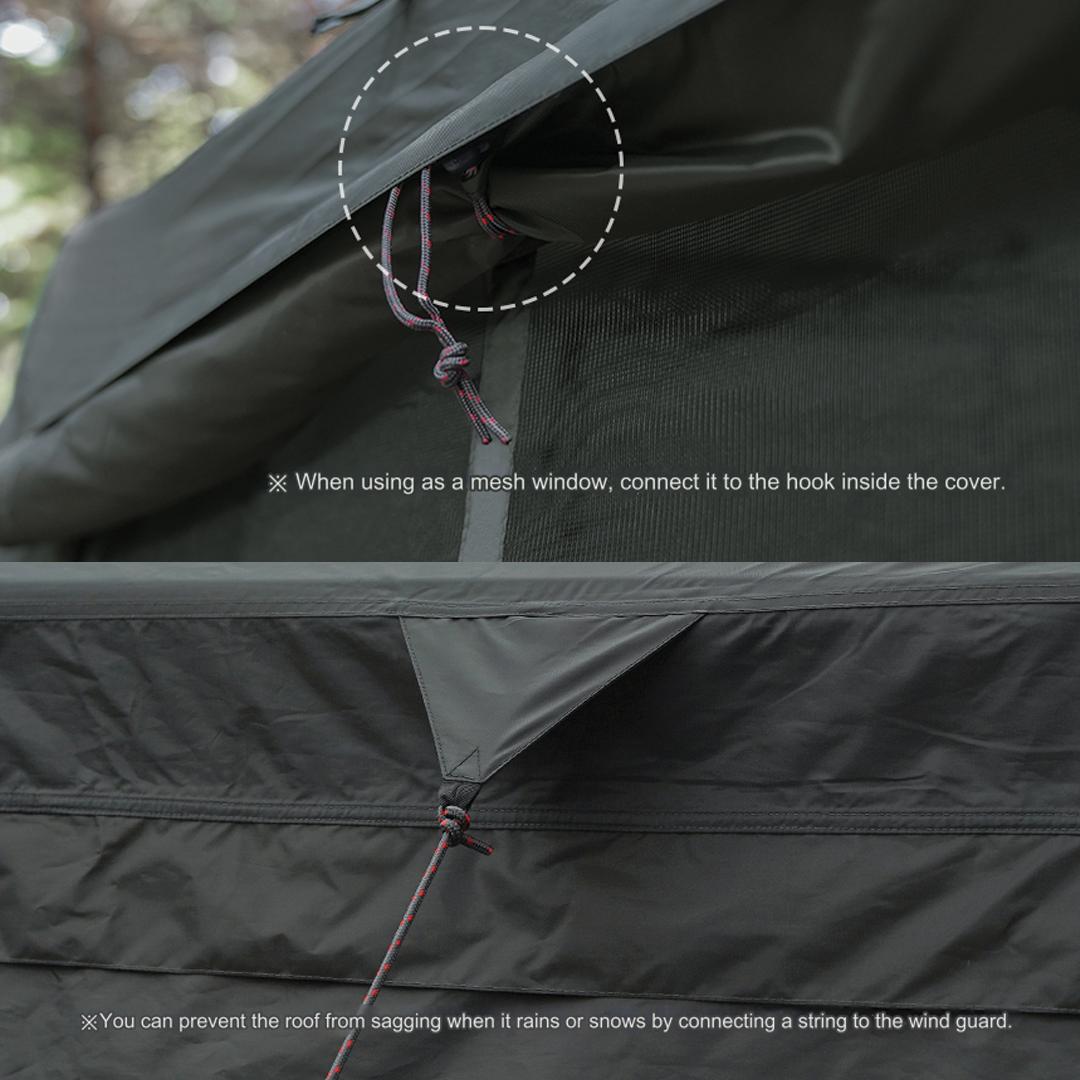 ※ When using as a mesh window, connect it to the hook inside the cover.
※You can prevent the roof from sagging when it rains or snows by connecting a string to the wind guard.